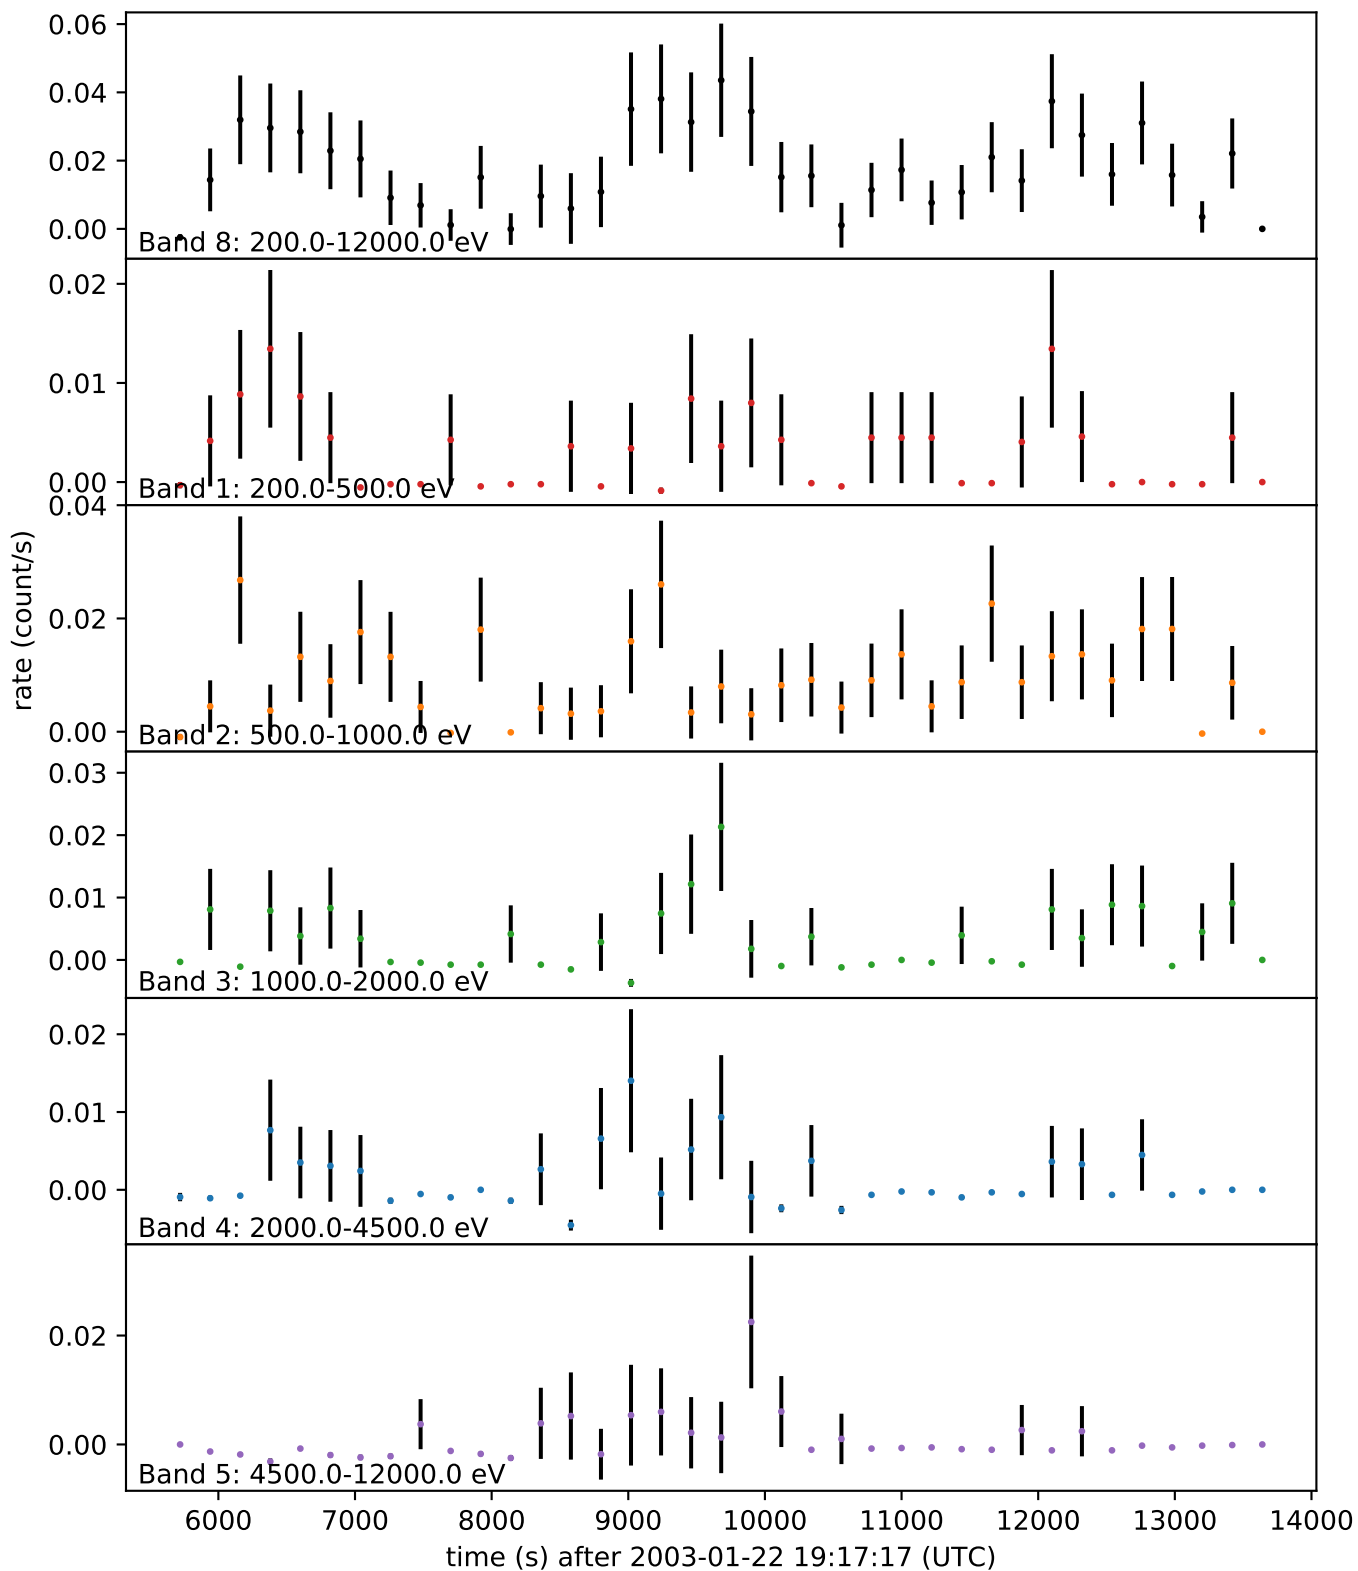 0.06
0.04
0.02
0.00
Band 8: 200.0-12000.0 eV
0.02
0.01
0.00
Band 1: 200.0-500.0 eV
0.04
0.02
0.00
Band 2: 500.0-1000.0 eV
rate (count/s)
0.03
0.02
0.01
0.00
Band 3: 1000.0-2000.0 eV
0.02
0.01
0.00
Band 4: 2000.0-4500.0 eV
0.02
0.00
Band 5: 4500.0-12000.0 eV
6000 7000 8000 9000 10000 11000 12000 13000 14000
time (s) after 2003-01-22 19:17:17 (UTC)